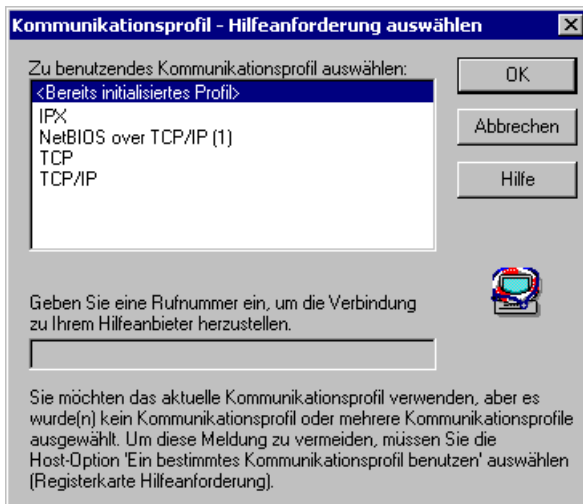 Kommunikationsprofil - Hilfeanforderung auswählen
Zu benutzendes Kommunikationsprofil auswählen:
<Bereits initialisiertes Profil>
IPX
NetBIOS over TCP/IP (1)
TCP
TCP/IP
OK
Abbrechen
Hilfe
Geben Sie eine Rufnummer ein, um die Verbindung
zu Ihrem Hilfeanbieter herzustellen.
Sie möchten das aktuelle Kommunikationsprofil verwenden, aber es
wurde(n) kein Kommunikationsprofil oder mehrere Kommunikationsprofile
ausgewählt. Um diese Meldung zu vermeiden, müssen Sie die
Host-Option 'Ein bestimmtes Kommunikationsprofil benutzen' auswählen
(Registerkarte Hilfeanforderung).